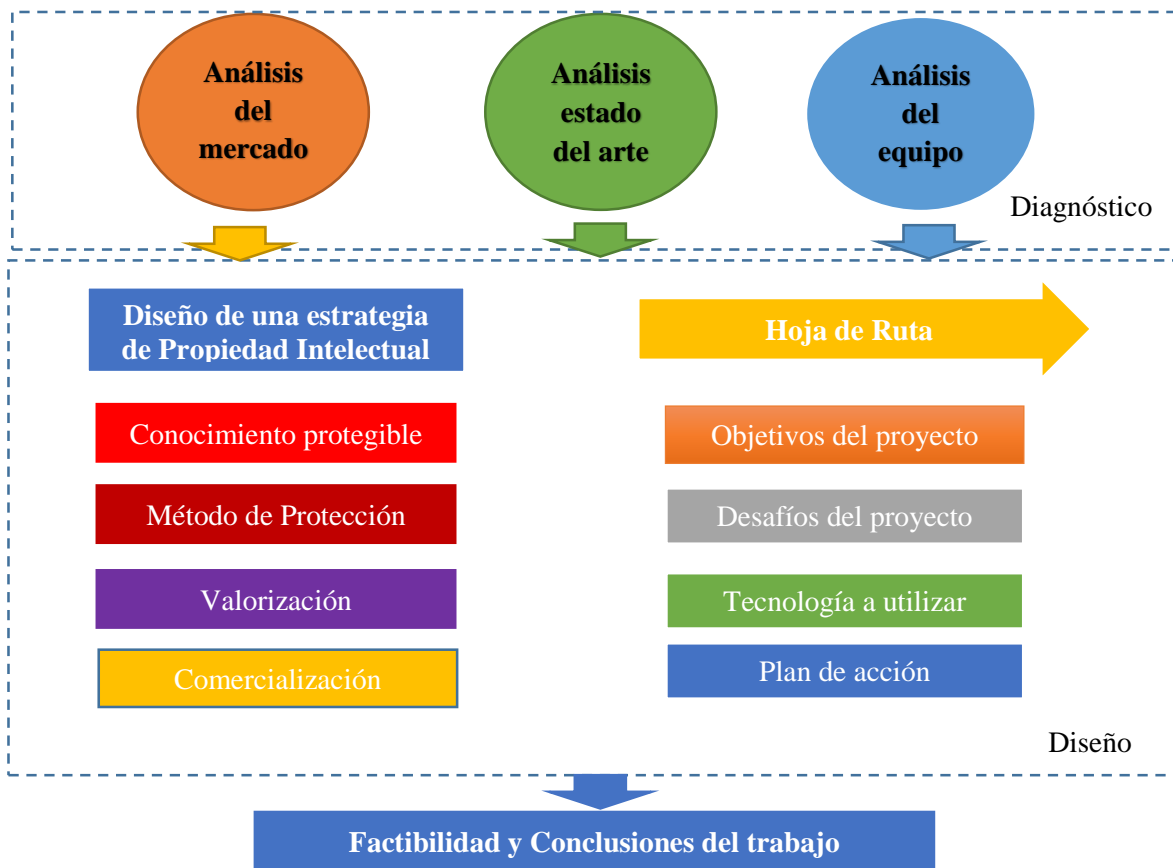 Análisis
del
mercado
Análisis
estado
del arte
Análisis
del
equipo
Diagnóstico
Diseño de una estrategia
de Propiedad Intelectual
Hoja de Ruta
Conocimiento protegible
Objetivos del proyecto
Método de Protección
Desafíos del proyecto
Valorización
Tecnología a utilizar
Comercialización
Plan de acción
Diseño
Factibilidad y Conclusiones del trabajo